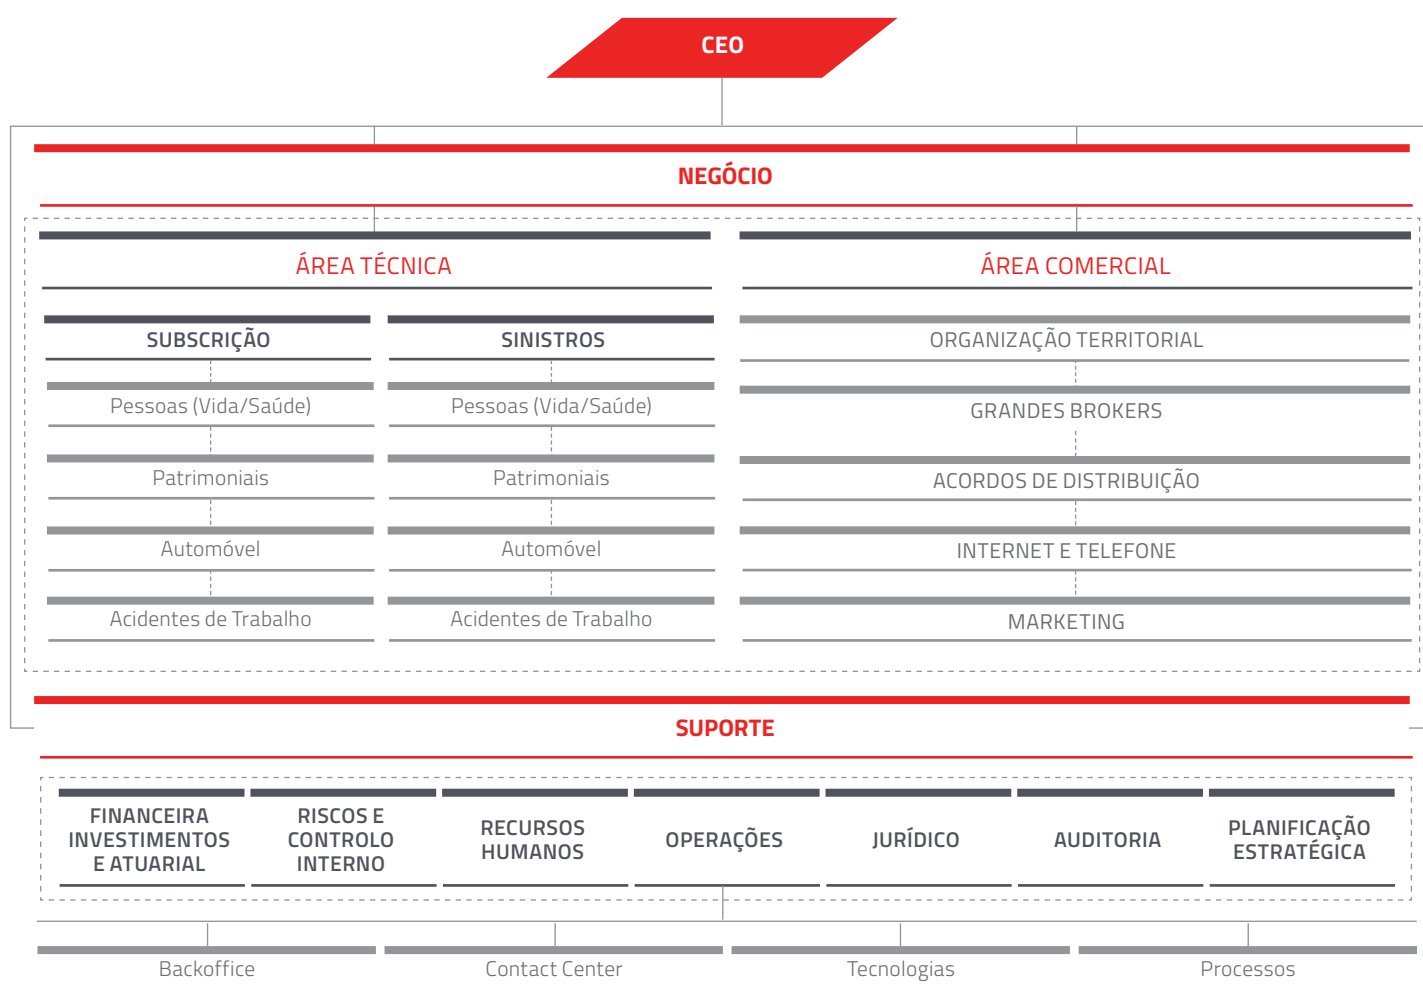 CEO
NEGÓCIO
ÁREA TÉCNICA
ÁREA COMERCIAL
SUBSCRIÇÃO
SINISTROS
ORGANIZAÇÃO TERRITORIAL
Pessoas (Vida/Saúde)
Pessoas (Vida/Saúde)
GRANDES BROKERS
Patrimoniais
Patrimoniais
ACORDOS DE DISTRIBUIÇÃO
Automóvel
Automóvel
INTERNET E TELEFONE
Acidentes de Trabalho
Acidentes de Trabalho
MARKETING
SUPORTE
FINANCEIRA
INVESTIMENTOS
E ATUARIAL
RISCOS E
CONTROLO
INTERNO
RECURSOS
HUMANOS
OPERAÇÕES
JURÍDICO
AUDITORIA
PLANIFICAÇÃO
ESTRATÉGICA
Backoffice
Contact Center
Tecnologias
Processos